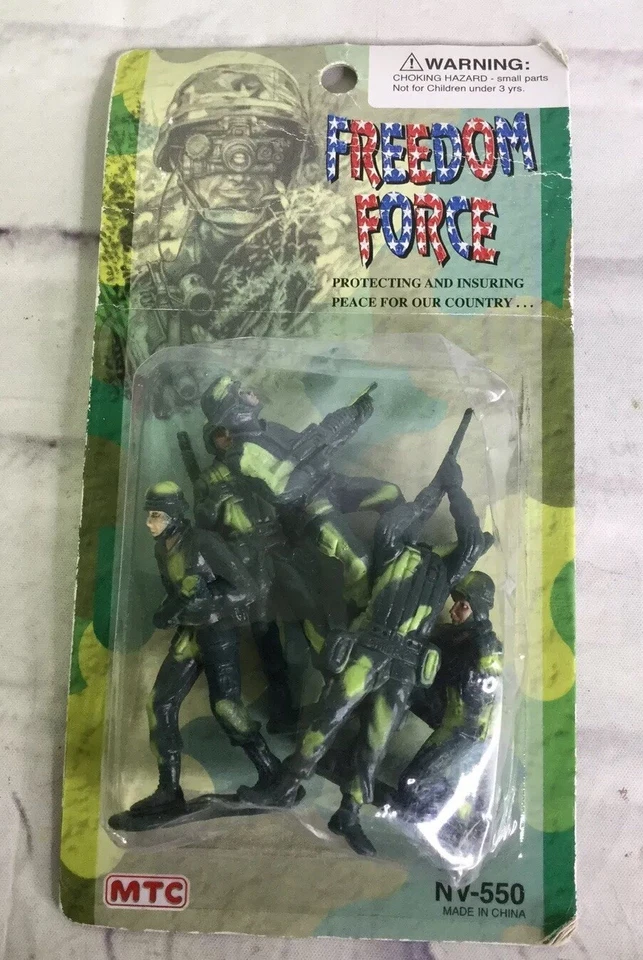 ⚠WARNING:
CHOKING HAZARD - small parts
Not for Children under 3 yrs.
FREEDOM
FORCE
PROTECTING AND INSURING
PEACE FOR OUR COUNTRY . . .
MTC
NV-550
MADE IN CHINA